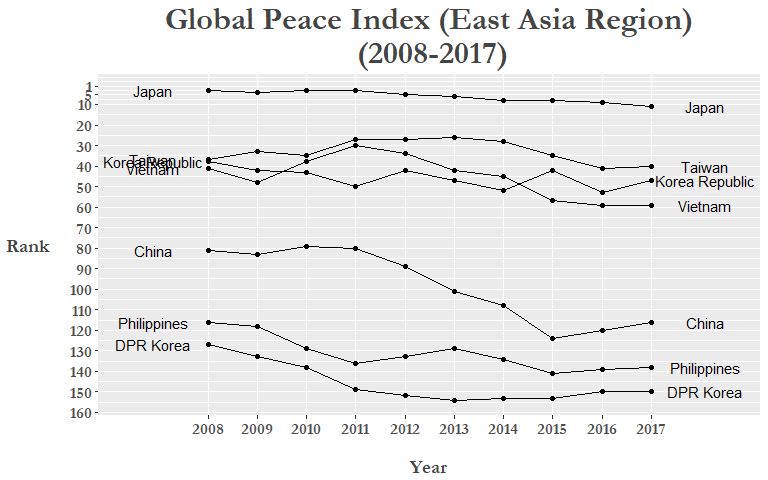 Global Peace Index (East Asia Region)
(2008-2017)
Rank
1
5
10
20
30
40
50
60
70
80
90
100
110
120
130
140
150
160
Japan
Taiwan
Korea Republic
Vietnam
China
Philippines
DPR Korea
Japan
Taiwan
Korea Republic
Vietnam
China
Philippines
DPR Korea
2008 2009 2010 2011 2012 2013 2014 2015 2016 2017
Year